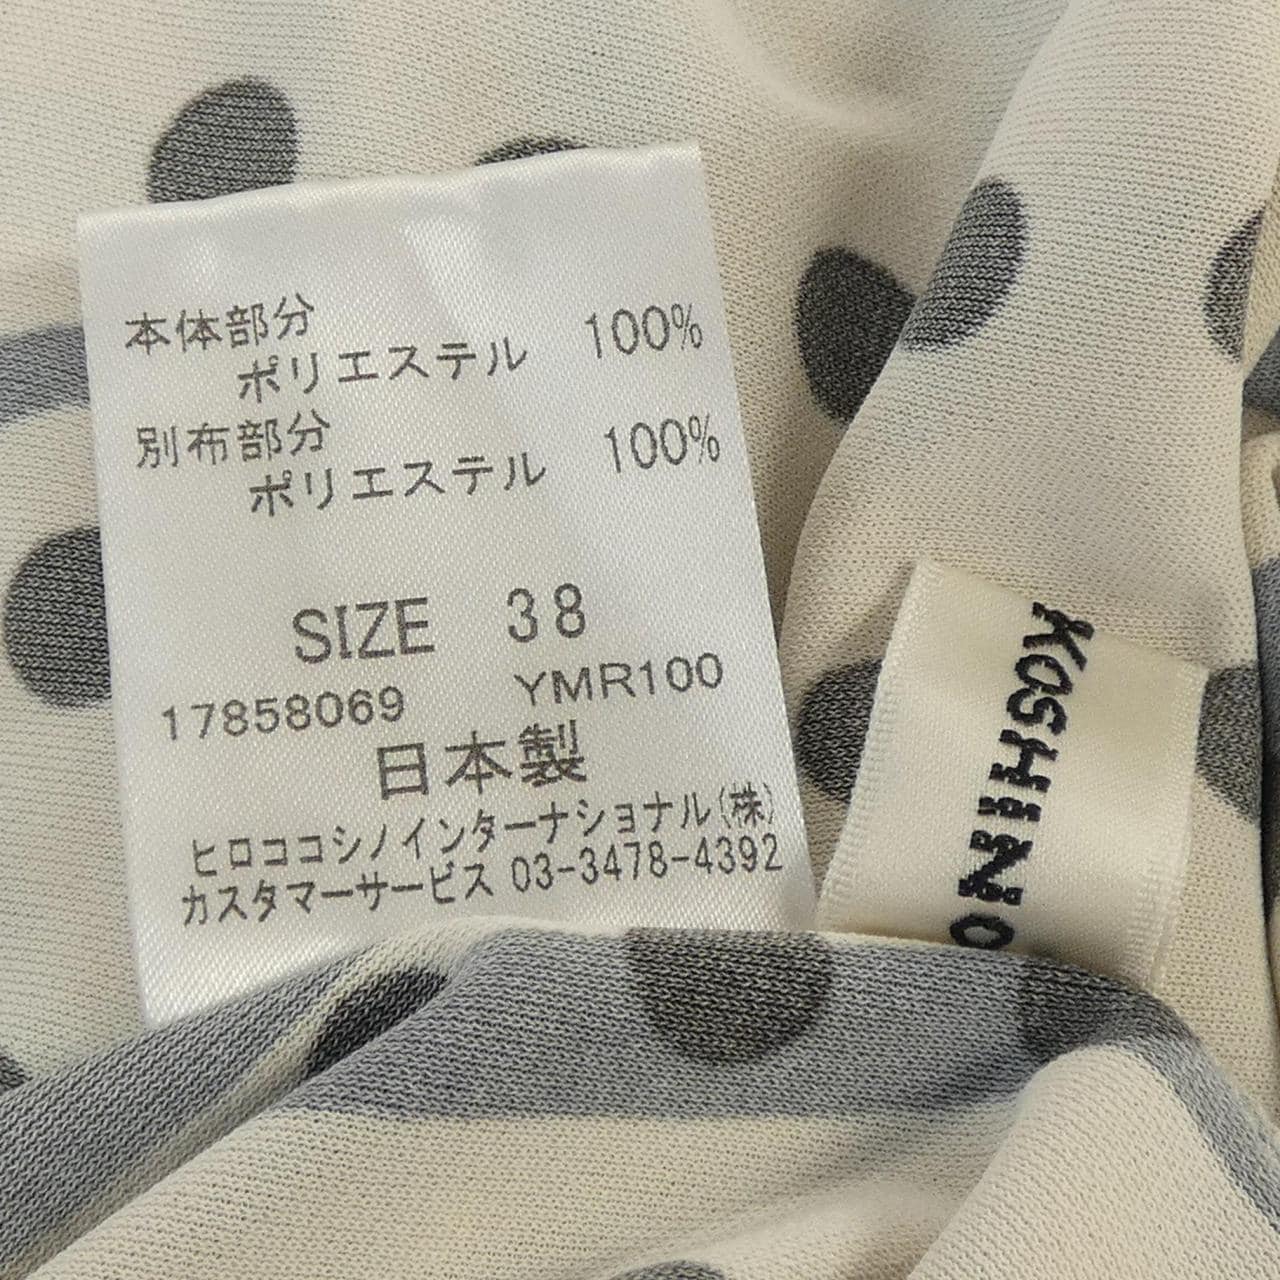 本体部分
ポリエステル 100%
別布部分
ポリエステル 100%
SIZE 38
17858069 YMR100
日本製
ヒロココシノインターナショナル(株)
カスタマーサービス 03-3478-4392
KOSHINO